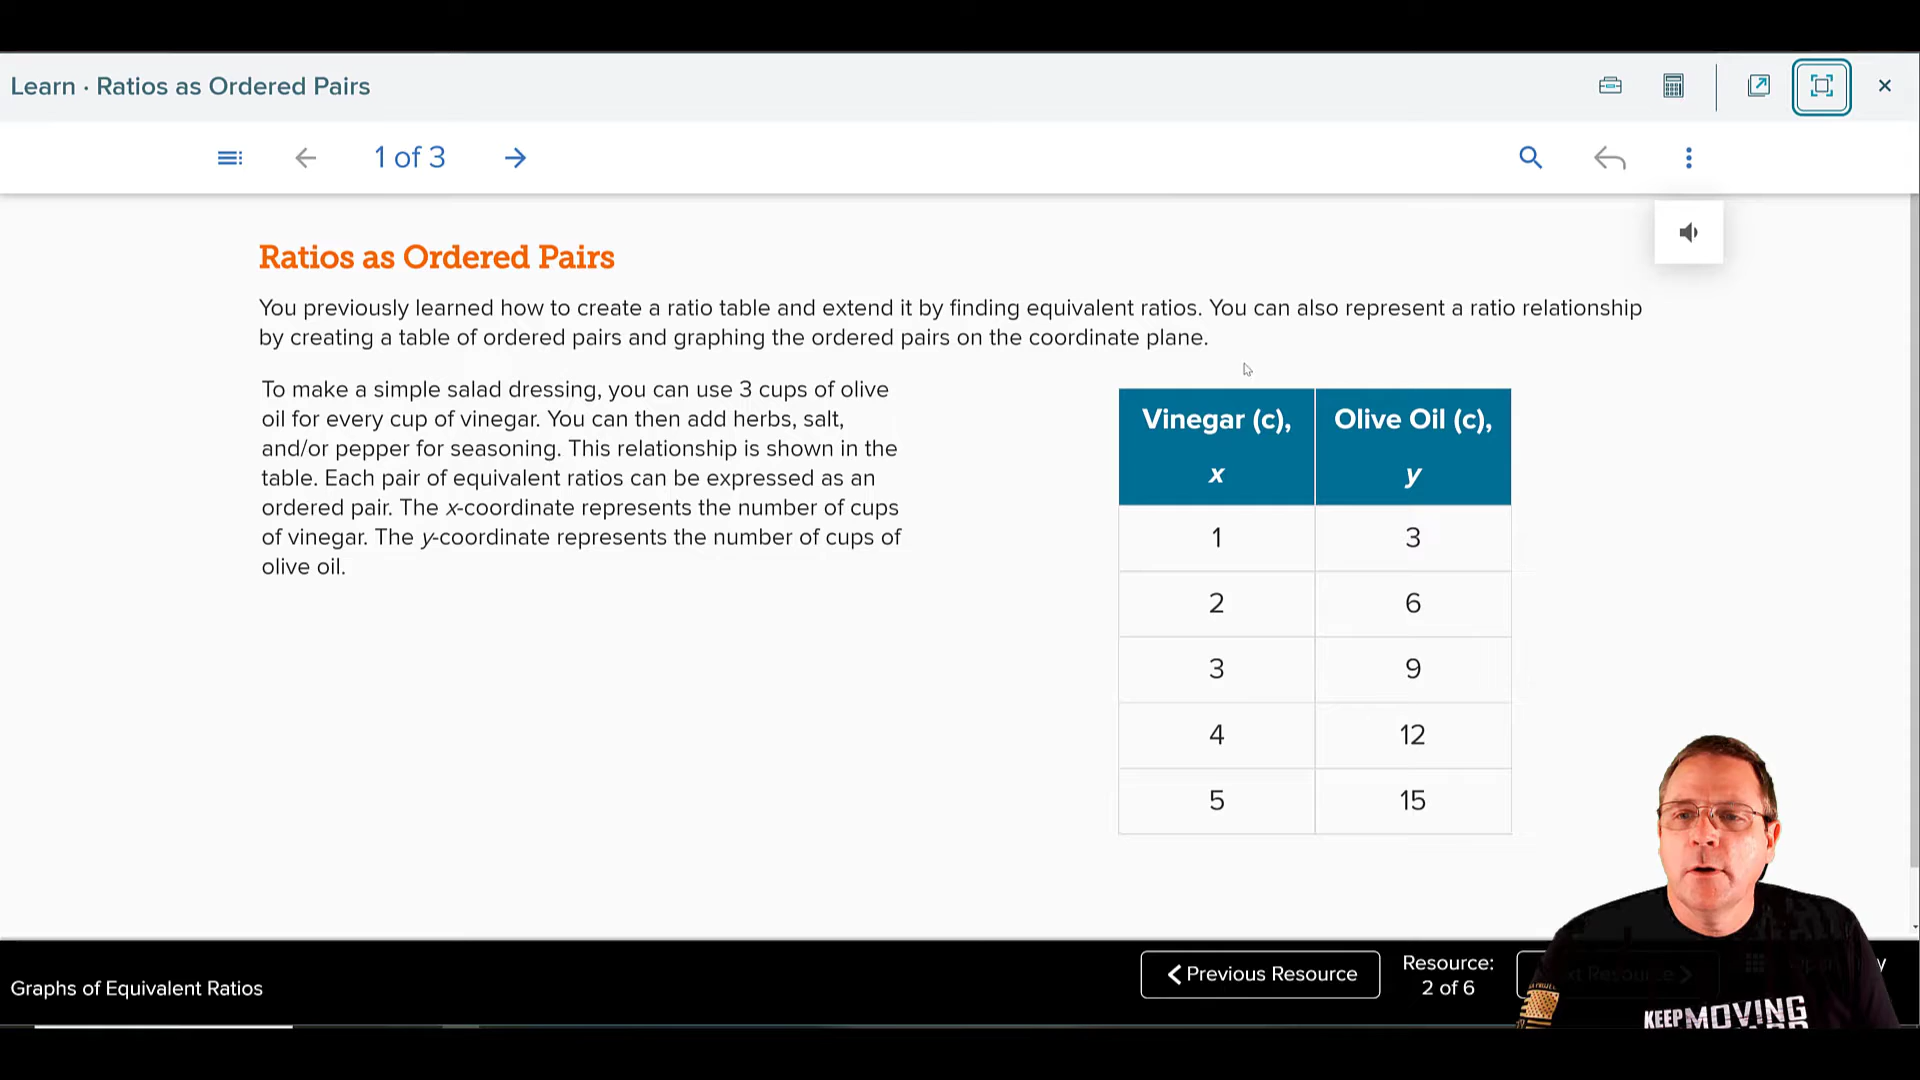 Learn · Ratios as Ordered Pairs
1 of 3
Ratios as Ordered Pairs
You previously learned how to create a ratio table and extend it by finding equivalent ratios. You can also represent a ratio relationship
by creating a table of ordered pairs and graphing the ordered pairs on the coordinate plane.
To make a simple salad dressing, you can use 3 cups of olive
oil for every cup of vinegar. You can then add herbs, salt,
and/or pepper for seasoning. This relationship is shown in the
table. Each pair of equivalent ratios can be expressed as an
ordered pair. The x-coordinate represents the number of cups
of vinegar. The y-coordinate represents the number of cups of
olive oil.
Vinegar (c), Olive Oil (c),
x y
1 3
2 6
3 9
4 12
5 15
Graphs of Equivalent Ratios
Previous Resource
Resource:
2 of 6
Resource
KEEP MOVING